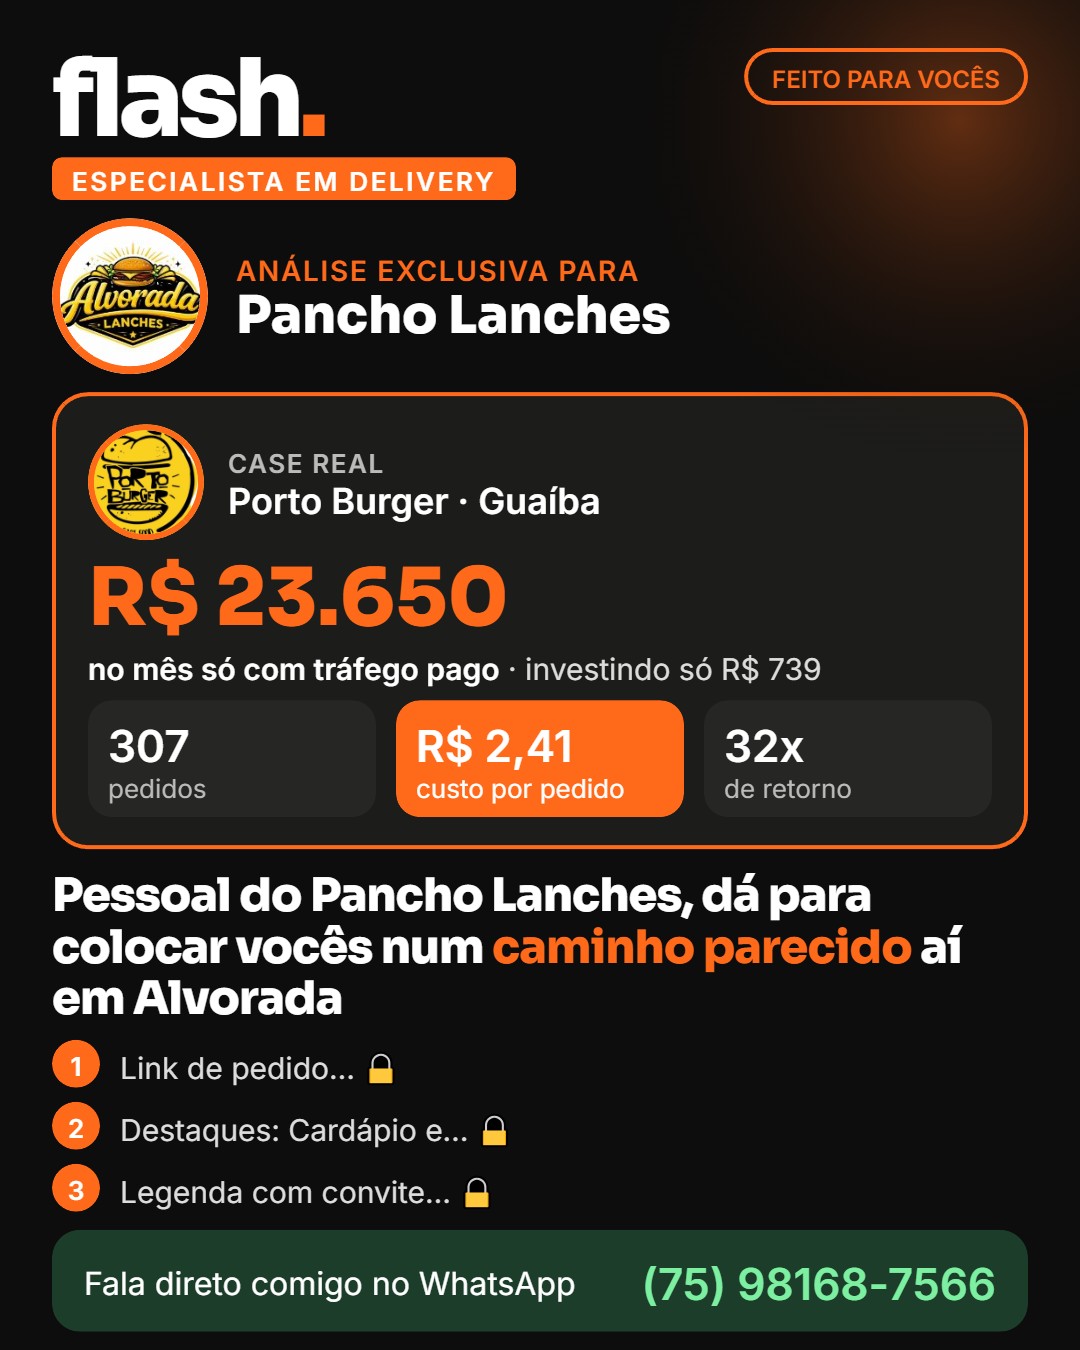 flash.
FEITO PARA VOCÊS
ESPECIALISTA EM DELIVERY
Alvorada
LANCHES
ANÁLISE EXCLUSIVA PARA
Pancho Lanches
PORTO
BURGER
CASE REAL
Porto Burger · Guaíba
R$ 23.650
no mês só com tráfego pago · investindo só R$ 739
307
pedidos
R$ 2,41
custo por pedido
32x
de retorno
Pessoal do Pancho Lanches, dá para
colocar vocês num caminho parecido aí
em Alvorada
1 Link de pedido...
2 Destaques: Cardápio e...
3 Legenda com convite...
Fala direto comigo no WhatsApp (75) 98168-7566